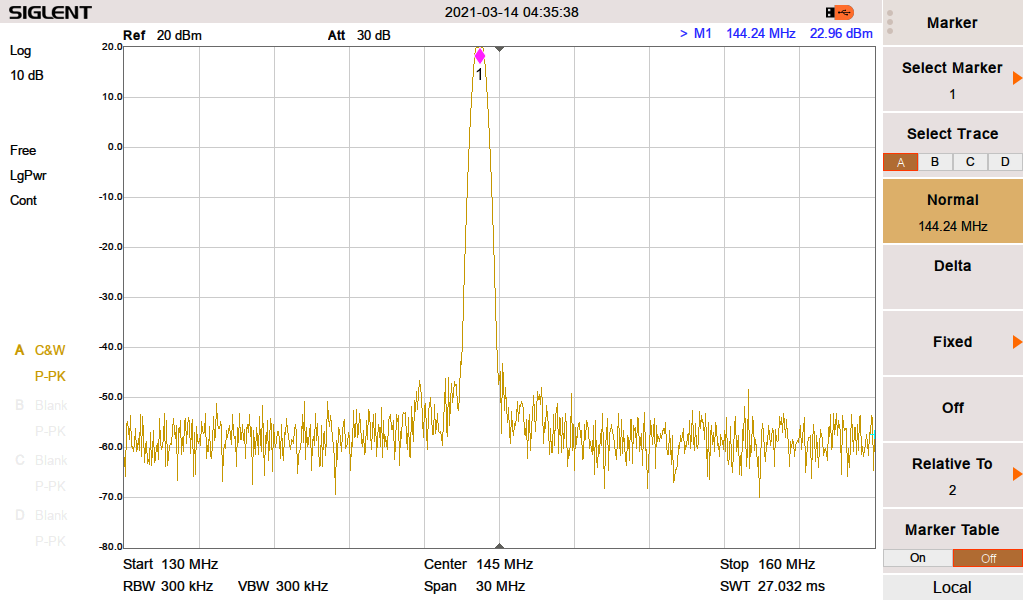 SIGLENT
2021-03-14 04:35:38
Ref 20 dBm
Att 30 dB
> M1 144.24 MHz 22.96 dBm
Log
10 dB
Free
LgPwr
Cont
A C&W
P-PK
B Blank
P-PK
C Blank
P-PK
D Blank
P-PK
20.0
10.0
0.0
-10.0
-20.0
-30.0
-40.0
-50.0
-60.0
-70.0
-80.0
1
Start 130 MHz
Center 145 MHz
Stop 160 MHz
RBW 300 kHz
VBW 300 kHz
Span 30 MHz
SWT 27.032 ms
Marker
Select Marker
1
Select Trace
A B C D
Normal
144.24 MHz
Delta
Fixed
Off
Relative To
2
Marker Table
On Off
Local